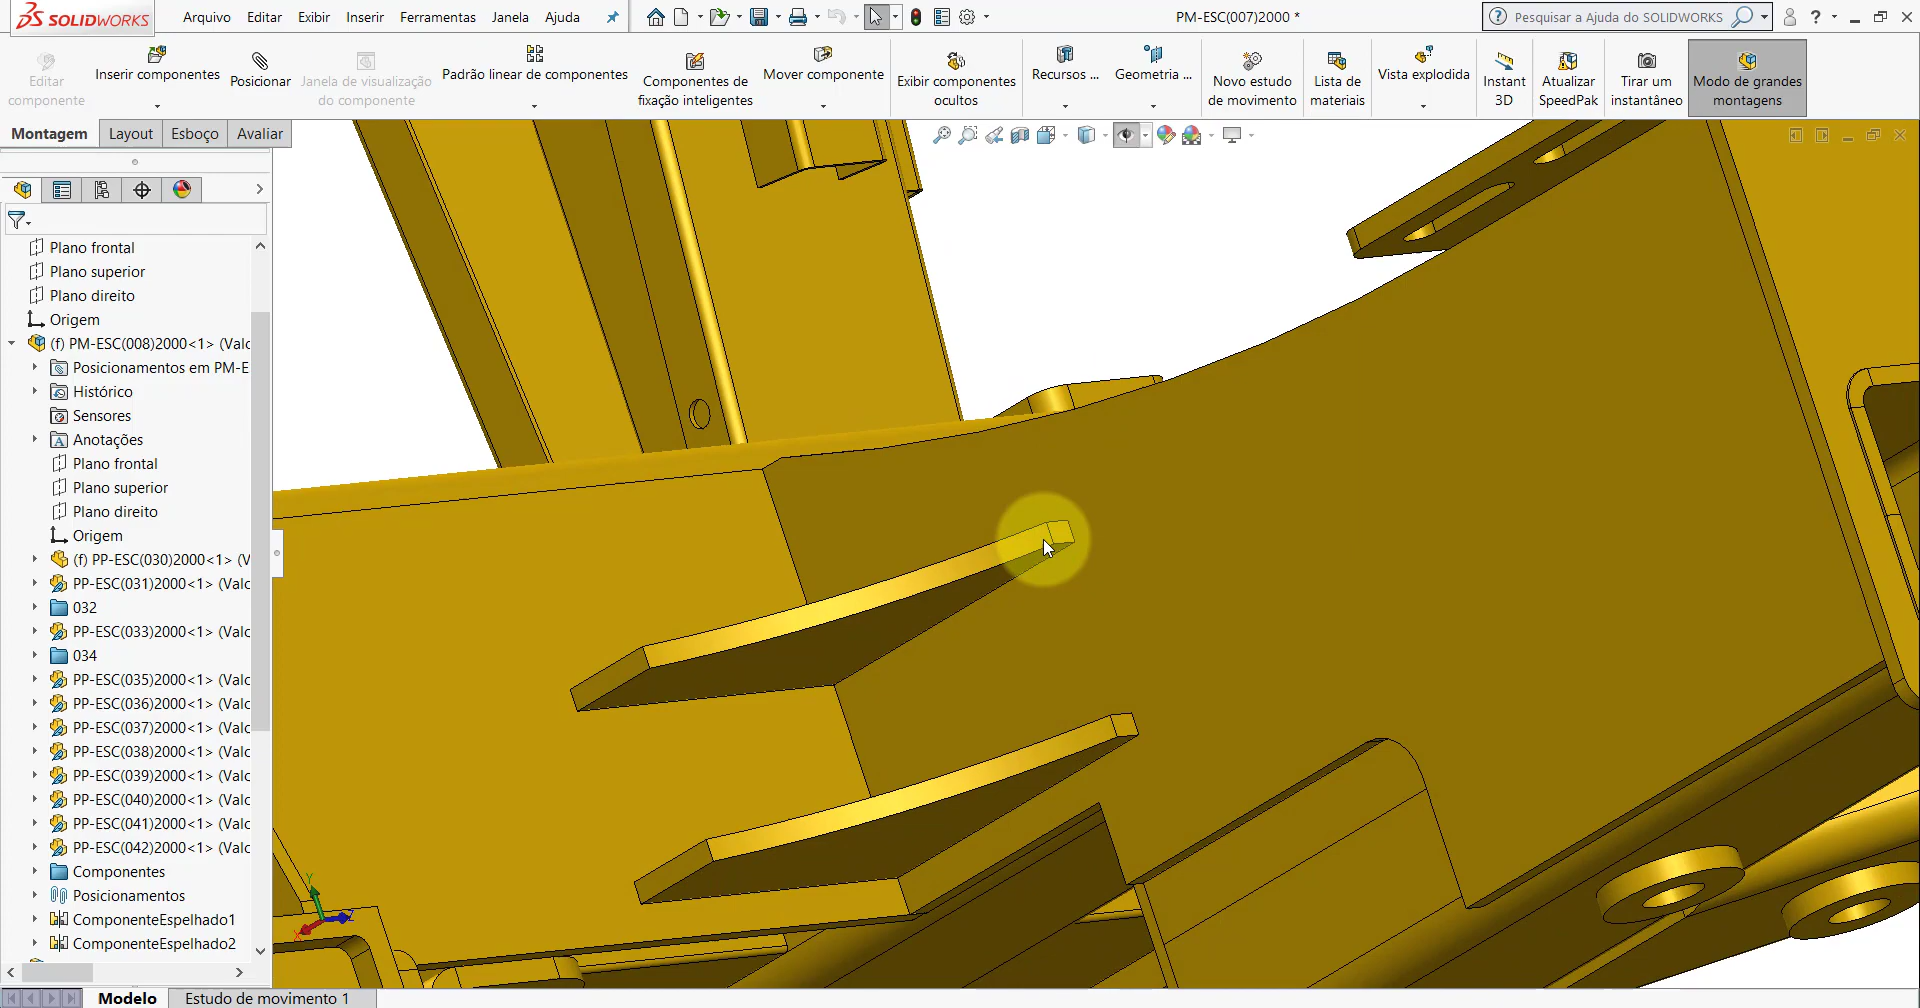 SOLIDWORKS
Arquivo Editar Exibir Inserir Ferramentas Janela Ajuda
PM-ESC(007)2000 *
Pesquisar a Ajuda do SOLIDWORKS
Editar componente
Inserir componentes
Posicionar
Janela de visualização do componente
Padrão linear de componentes
Componentes de fixação inteligentes
Mover componente
Exibir componentes ocultos
Recursos ...
Geometria ...
Novo estudo de movimento
Lista de materiais
Vista explodida
Instant 3D
Atualizar SpeedPak
Tirar um instantâneo
Modo de grandes montagens
Montagem Layout Esboço Avaliar
Plano frontal
Plano superior
Plano direito
Origem
(f) PM-ESC(008)2000<1> (Valc
Posicionamentos em PM-E
Histórico
Sensores
Anotações
Plano frontal
Plano superior
Plano direito
Origem
(f) PP-ESC(030)2000<1> (V
PP-ESC(031)2000<1> (Valc
032
PP-ESC(033)2000<1> (Valc
034
PP-ESC(035)2000<1> (Valc
PP-ESC(036)2000<1> (Valc
PP-ESC(037)2000<1> (Valc
PP-ESC(038)2000<1> (Valc
PP-ESC(039)2000<1> (Valc
PP-ESC(040)2000<1> (Valc
PP-ESC(041)2000<1> (Valc
PP-ESC(042)2000<1> (Valc
Componentes
Posicionamentos
ComponenteEspelhado1
ComponenteEspelhado2
Y
X
Z
Modelo Estudo de movimento 1